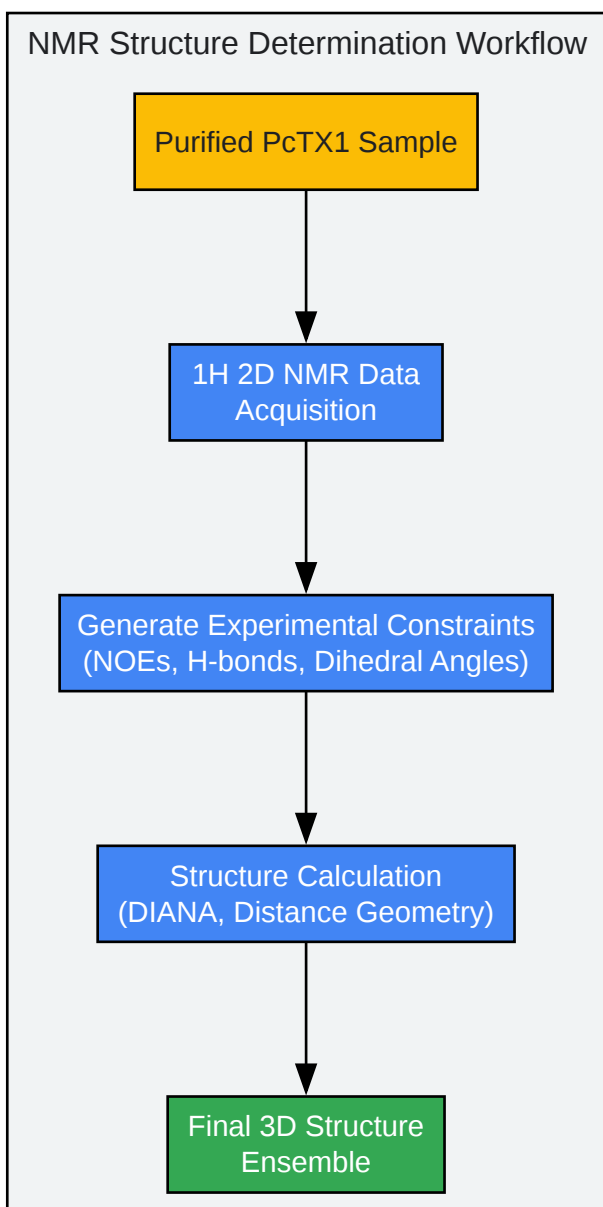 NMR Structure Determination Workflow
Purified PcTX1 Sample
1H 2D NMR Data
Acquisition
Generate Experimental Constraints
(NOEs, H-bonds, Dihedral Angles)
Structure Calculation
(DIANA, Distance Geometry)
Final 3D Structure
Ensemble